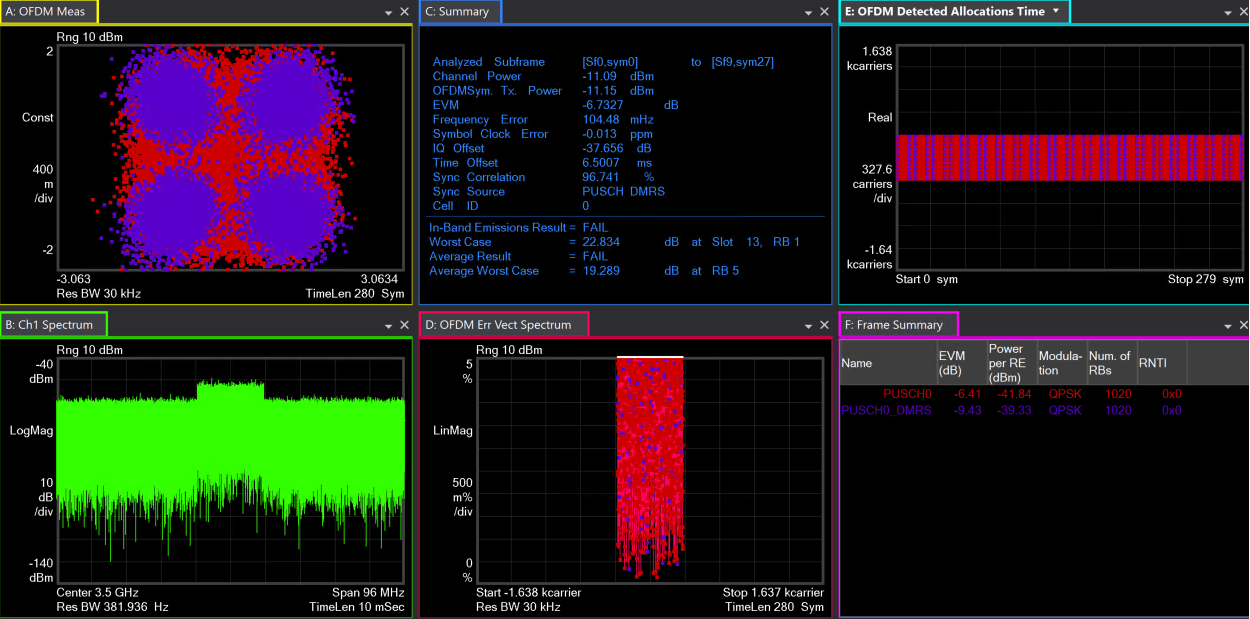 A: OFDM Meas
Rng 10 dBm
2
Const
400
m
/div
-2
-3.063 3.0634
Res BW 30 kHz TimeLen 280 Sym
C: Summary
Analyzed Subframe [Sf0,sym0] to [Sf9,sym27]
Channel Power -11.09 dBm
OFDMSym. Tx. Power -11.15 dBm
EVM -6.7327 dB
Frequency Error 104.48 mHz
Symbol Clock Error -0.013 ppm
IQ Offset -37.656 dB
Time Offset 6.5007 ms
Sync Correlation 96.741 %
Sync Source PUSCH DMRS
Cell ID 0
In-Band Emissions Result = FAIL
Worst Case = 22.834 dB at Slot 13, RB 1
Average Result = FAIL
Average Worst Case = 19.289 dB at RB 5
E: OFDM Detected Allocations Time
1.638
kcarriers
Real
327.6
carriers
/div
-1.64
kcarriers
Start 0 sym Stop 279 sym
B: Ch1 Spectrum
Rng 10 dBm
-40
dBm
LogMag
10
dB
/div
-140
dBm
Center 3.5 GHz Span 96 MHz
Res BW 381.936 Hz TimeLen 10 mSec
D: OFDM Err Vect Spectrum
Rng 10 dBm
5
%
LinMag
500
m%
/div
0
%
Start -1.638 kcarrier Stop 1.637 kcarrier
Res BW 30 kHz TimeLen 280 Sym
F: Frame Summary
Name EVM (dB) Power per RE (dBm) Modula-tion Num. of RBs RNTI
PUSCH0 -6.41 -41.84 QPSK 1020 0x0
PUSCH0_DMRS -9.43 -39.33 QPSK 1020 0x0